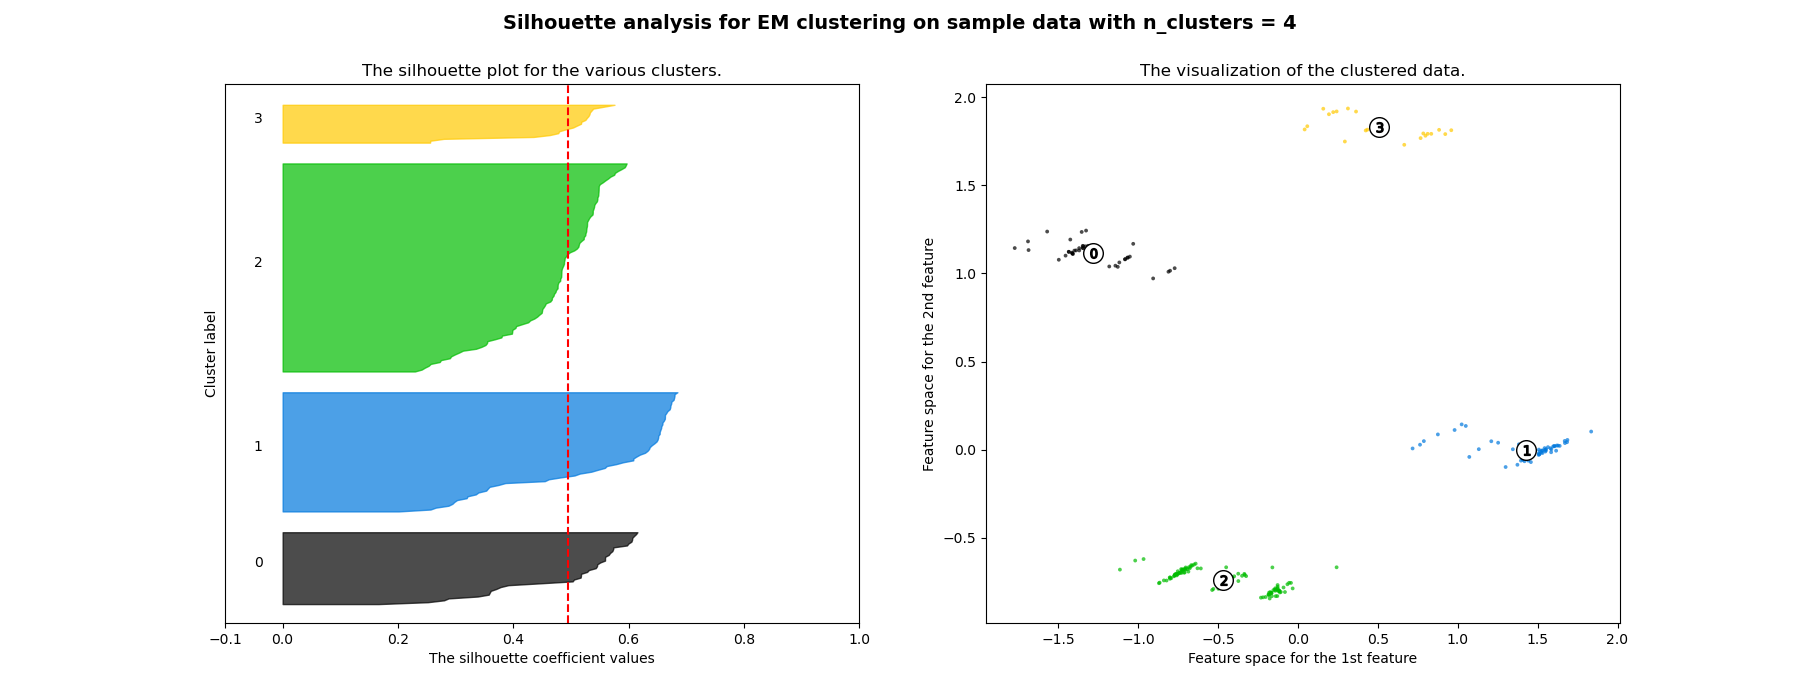 Silhouette analysis for EM clustering on sample data with n_clusters = 4
The silhouette plot for the various clusters.
3
2
1
0
Cluster label
−0.1 0.0 0.2 0.4 0.6 0.8 1.0
The silhouette coefficient values
The visualization of the clustered data.
2.0
1.5
1.0
0.5
0.0
−0.5
Feature space for the 2nd feature
3
0
1
2
−1.5 −1.0 −0.5 0.0 0.5 1.0 1.5 2.0
Feature space for the 1st feature